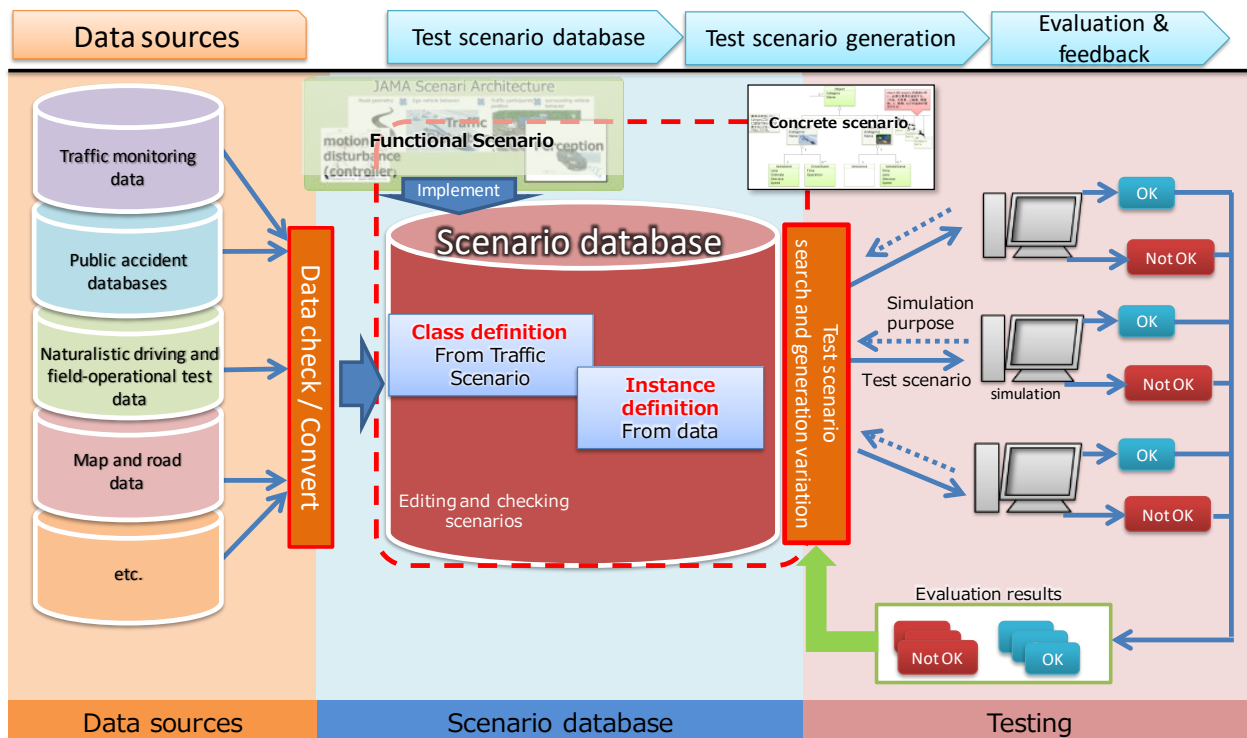 Data sources
Test scenario database
Test scenario generation
Evaluation &
feedback
JAMA Scenari Architecture
Traffic
Functional Scenario
motion
disturbance
(controller)
Perception
Implement
Concrete scenario
Traffic monitoring
data
Public accident
databases
Naturalistic driving and
field-operational test
data
Map and road
data
etc.
Data check / Convert
Scenario database
Class definition
From Traffic
Scenario
Instance
definition
From data
Editing and checking
scenarios
Test scenario
search and generation variation
Simulation
purpose
Test scenario
simulation
OK
Not OK
OK
Not OK
OK
Not OK
Evaluation results
Not OK
OK
Data sources
Scenario database
Testing